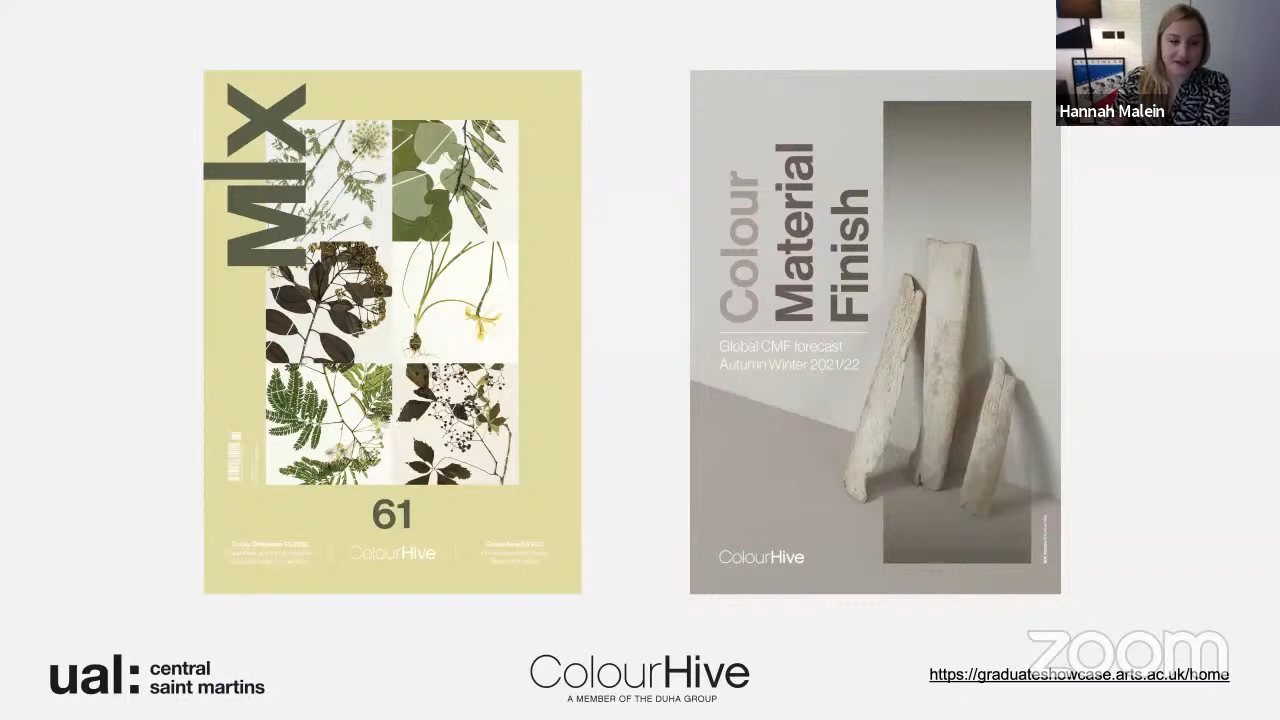 Mix
61
ColourHive
Colour
Material
Finish
Global CMF forecast
Autumn Winter 2021/22
ColourHive
Hannah Malein
zoom
ual: central
saint martins
ColourHive
A MEMBER OF THE DUHA GROUP
https://graduateshowcase.arts.ac.uk/home